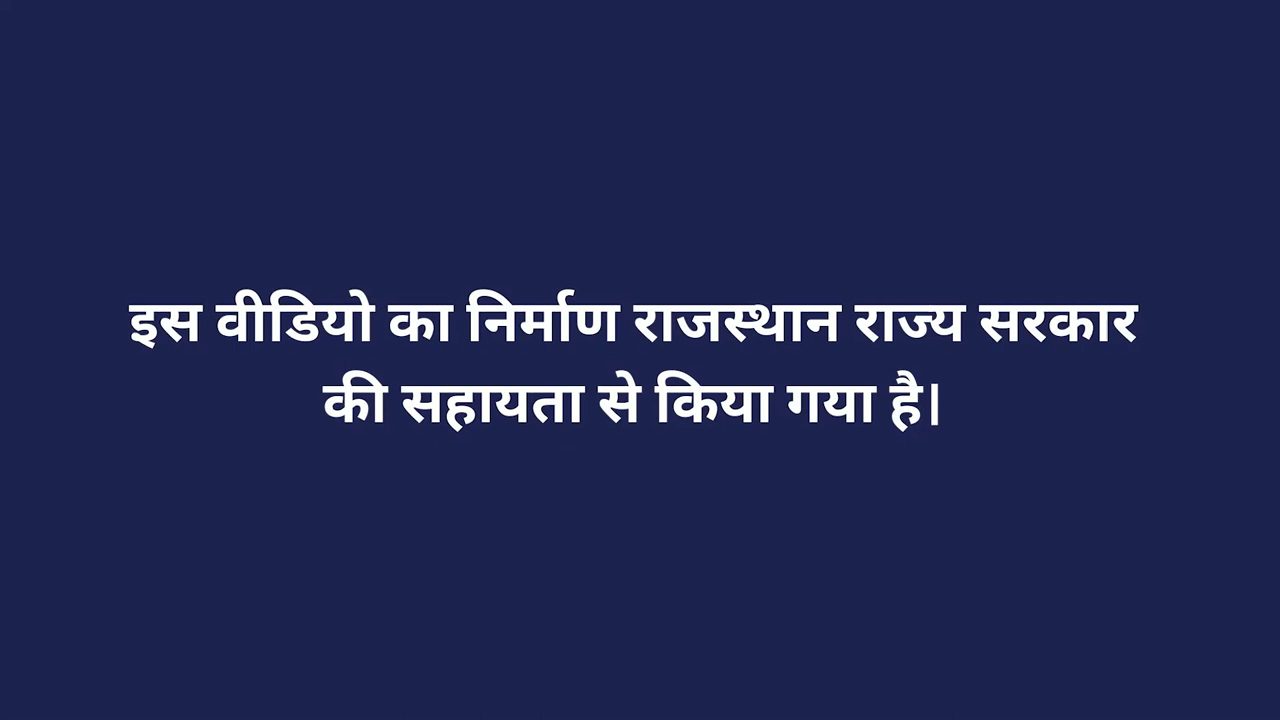 इस वीडियो का निर्माण राजस्थान राज्य सरकार
की सहायता से किया गया है।